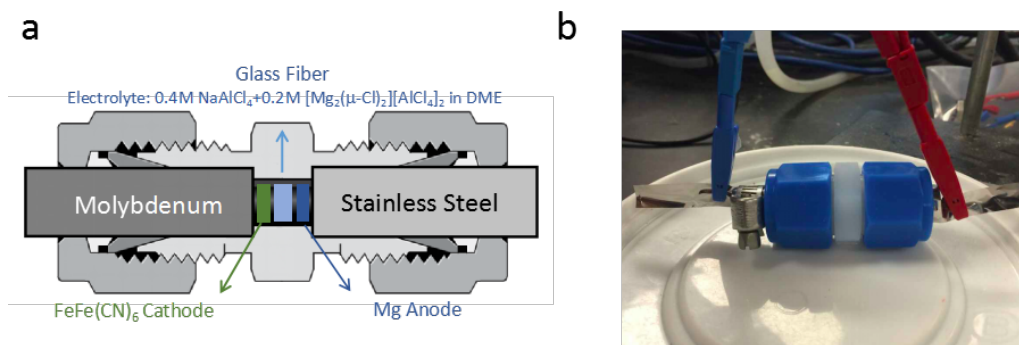 a
b
Glass Fiber
Electrolyte: 0.4M NaAlCl₄+0.2M [Mg₂(μ-Cl)₂][AlCl₄]₂ in DME
Molybdenum
Stainless Steel
FeFe(CN)₆ Cathode
Mg Anode